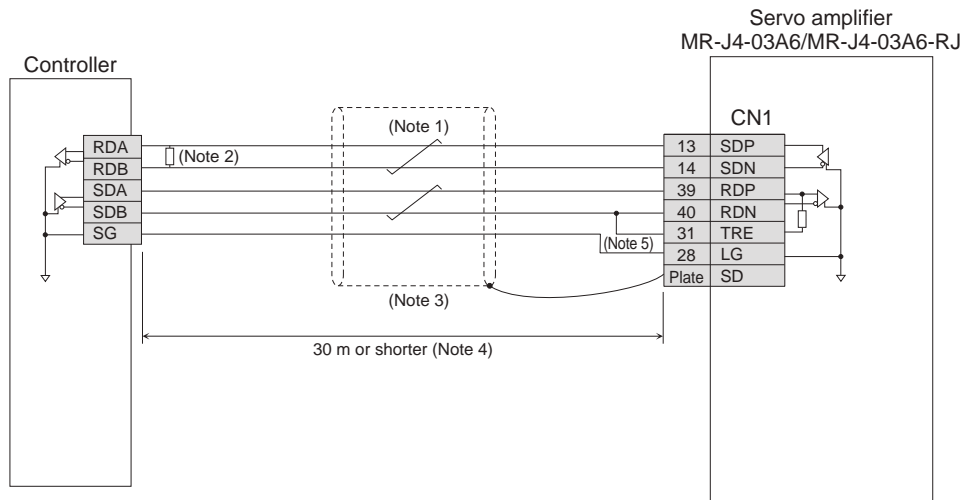 Servo amplifier
MR-J4-03A6/MR-J4-03A6-RJ
Controller
CN1
(Note 1)
RDA
(Note 2)
13 SDP
RDB
14 SDN
SDA
39 RDP
SDB
40 RDN
SG
31 TRE
(Note 5)
28 LG
Plate SD
(Note 3)
30 m or shorter (Note 4)